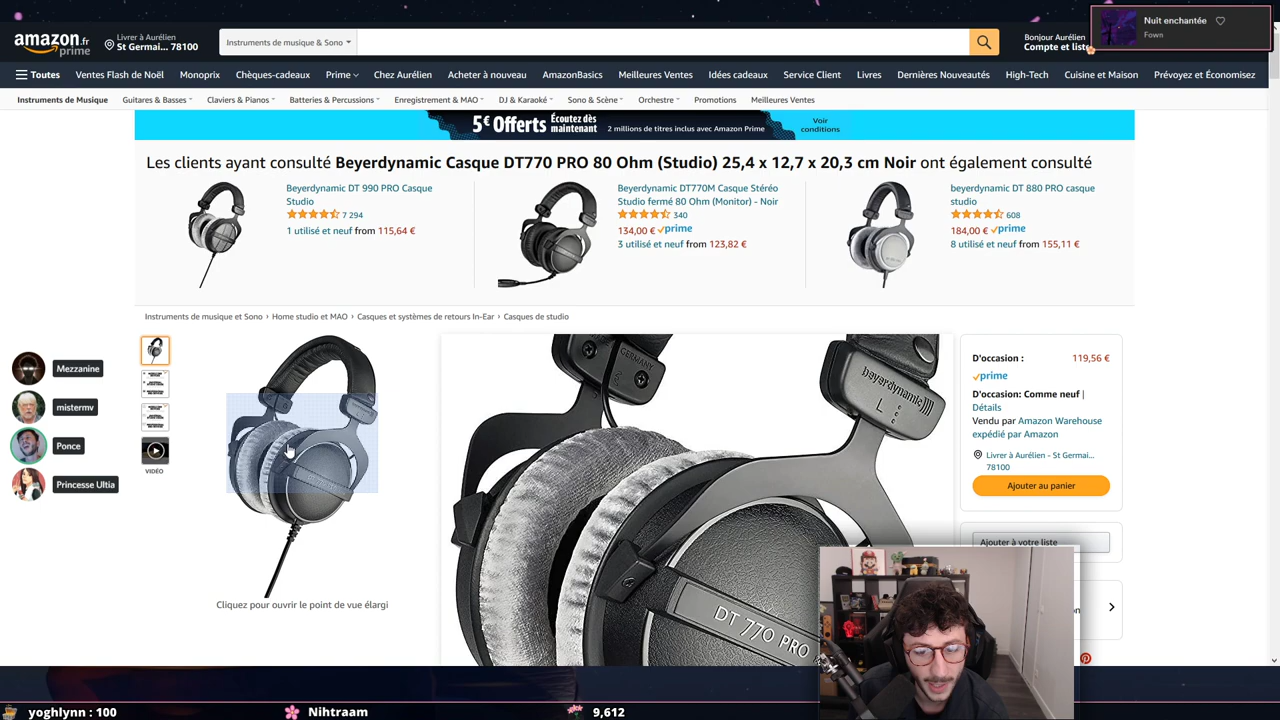 amazon.fr
prime
Livrer à Aurélien
St Germai... 78100
Instruments de musique & Sono
Bonjour Aurélien
Compte et liste
Nuit enchantée
Fown
Toutes
Ventes Flash de Noël
Monoprix
Chèques-cadeaux
Prime
Chez Aurélien
Acheter à nouveau
AmazonBasics
Meilleures Ventes
Idées cadeaux
Service Client
Livres
Dernières Nouveautés
High-Tech
Cuisine et Maison
Prévoyez et Économisez
Instruments de Musique
Guitares & Basses
Claviers & Pianos
Batteries & Percussions
Enregistrement & MAO
DJ & Karaoké
Sono & Scène
Orchestre
Promotions
Meilleures Ventes
5€ Offerts
Écoutez dès
maintenant
2 millions de titres inclus avec Amazon Prime
Voir
conditions
Les clients ayant consulté Beyerdynamic Casque DT770 PRO 80 Ohm (Studio) 25,4 x 12,7 x 20,3 cm Noir ont également consulté
Beyerdynamic DT 990 PRO Casque
Studio
7 294
1 utilisé et neuf from 115,64 €
Beyerdynamic DT770M Casque Stéréo
Studio fermé 80 Ohm (Monitor) - Noir
340
134,00 € prime
3 utilisé et neuf from 123,82 €
beyerdynamic DT 880 PRO casque
studio
608
184,00 € prime
8 utilisé et neuf from 155,11 €
Instruments de musique et Sono › Home studio et MAO › Casques et systèmes de retours In-Ear › Casques de studio
Mezzanine
mistermv
Ponce
Princesse Ultia
VIDÉO
Cliquez pour ouvrir le point de vue élargi
GERMANY
beyerdynamic
L
DT 770 PRO
D'occasion :
119,56 €
prime
D'occasion: Comme neuf |
Détails
Vendu par Amazon Warehouse
expédié par Amazon
Livrer à Aurélien - St Germai...
78100
Ajouter au panier
Ajouter à votre liste
yoghlynn : 100
Nihtraam
9,612